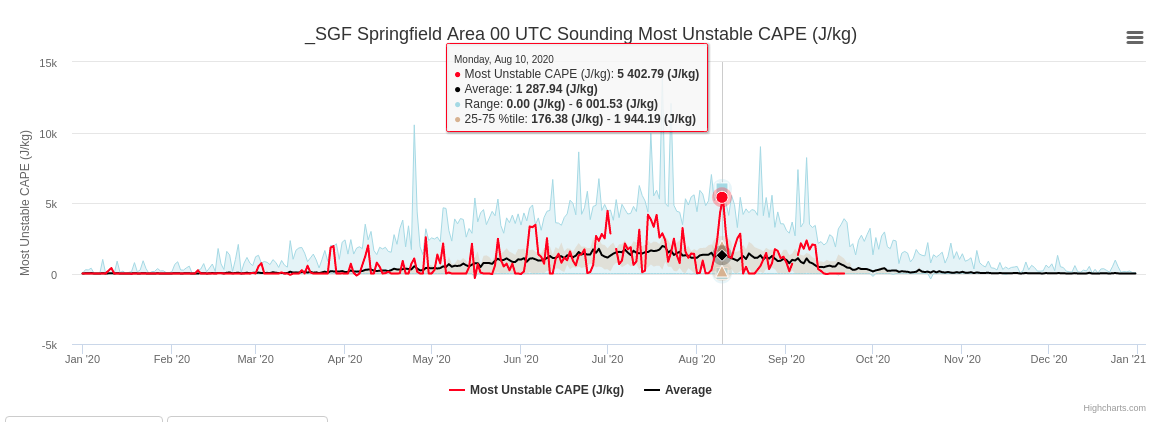 _SGF Springfield Area 00 UTC Sounding Most Unstable CAPE (J/kg)
Monday, Aug 10, 2020
● Most Unstable CAPE (J/kg): 5 402.79 (J/kg)
● Average: 1 287.94 (J/kg)
● Range: 0.00 (J/kg) - 6 001.53 (J/kg)
● 25-75 %tile: 176.38 (J/kg) - 1 944.19 (J/kg)
Most Unstable CAPE (J/kg)
15k
10k
5k
0
-5k
Jan '20 Feb '20 Mar '20 Apr '20 May '20 Jun '20 Jul '20 Aug '20 Sep '20 Oct '20 Nov '20 Dec '20 Jan '21
Most Unstable CAPE (J/kg) Average
Highcharts.com